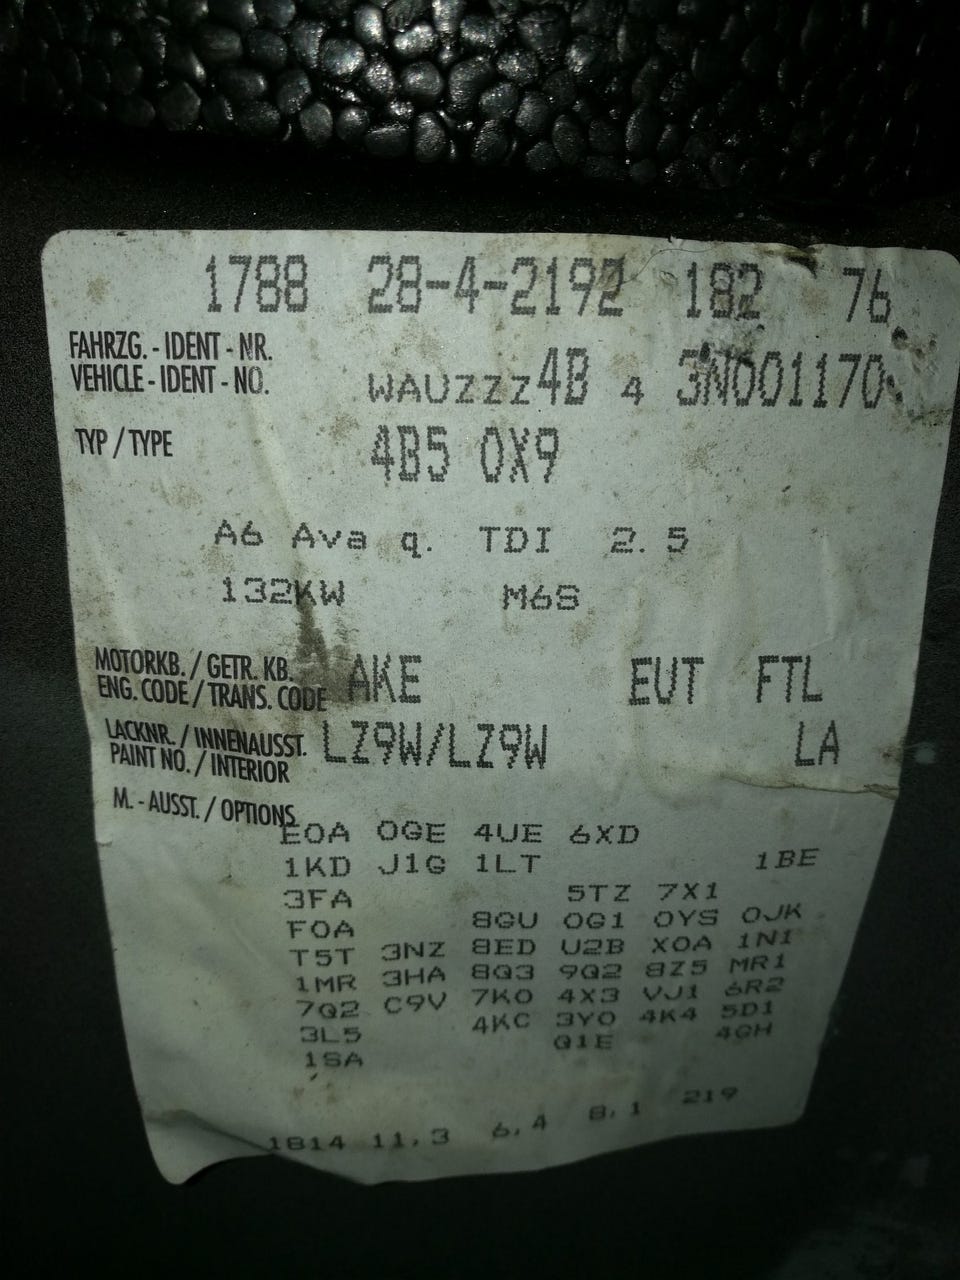 1788 28-4-2192 182 76
FAHRZG. - IDENT - NR.
VEHICLE - IDENT - NO. WAUZZZ4B 4 3N001170
TYP / TYPE 4B5 0X9
A6 Ava q. TDI 2.5
132KW M6S
MOTORKB. / GETR. KB.
ENG. CODE / TRANS. CODE AKE EUT FTL
LACKNR. / INNENAUSST. LZ9W/LZ9W LA
PAINT NO. / INTERIOR
M. - AUSST. / OPTIONS
E0A 0GE 4UE 6XD
1KD J1G 1LT 1BE
3FA 5TZ 7X1
F0A 8GU 0G1 0YS 0JK
T5T 3NZ 8ED U2B X0A 1N1
1MR 3HA 8Q3 9Q2 8Z5 MR1
7Q2 C9V 7K0 4X3 VJ1 6R2
3L5 4KC 3Y0 4K4 5D1
1SA Q1E 4GH
1814 11,3 6,4 8,1 219